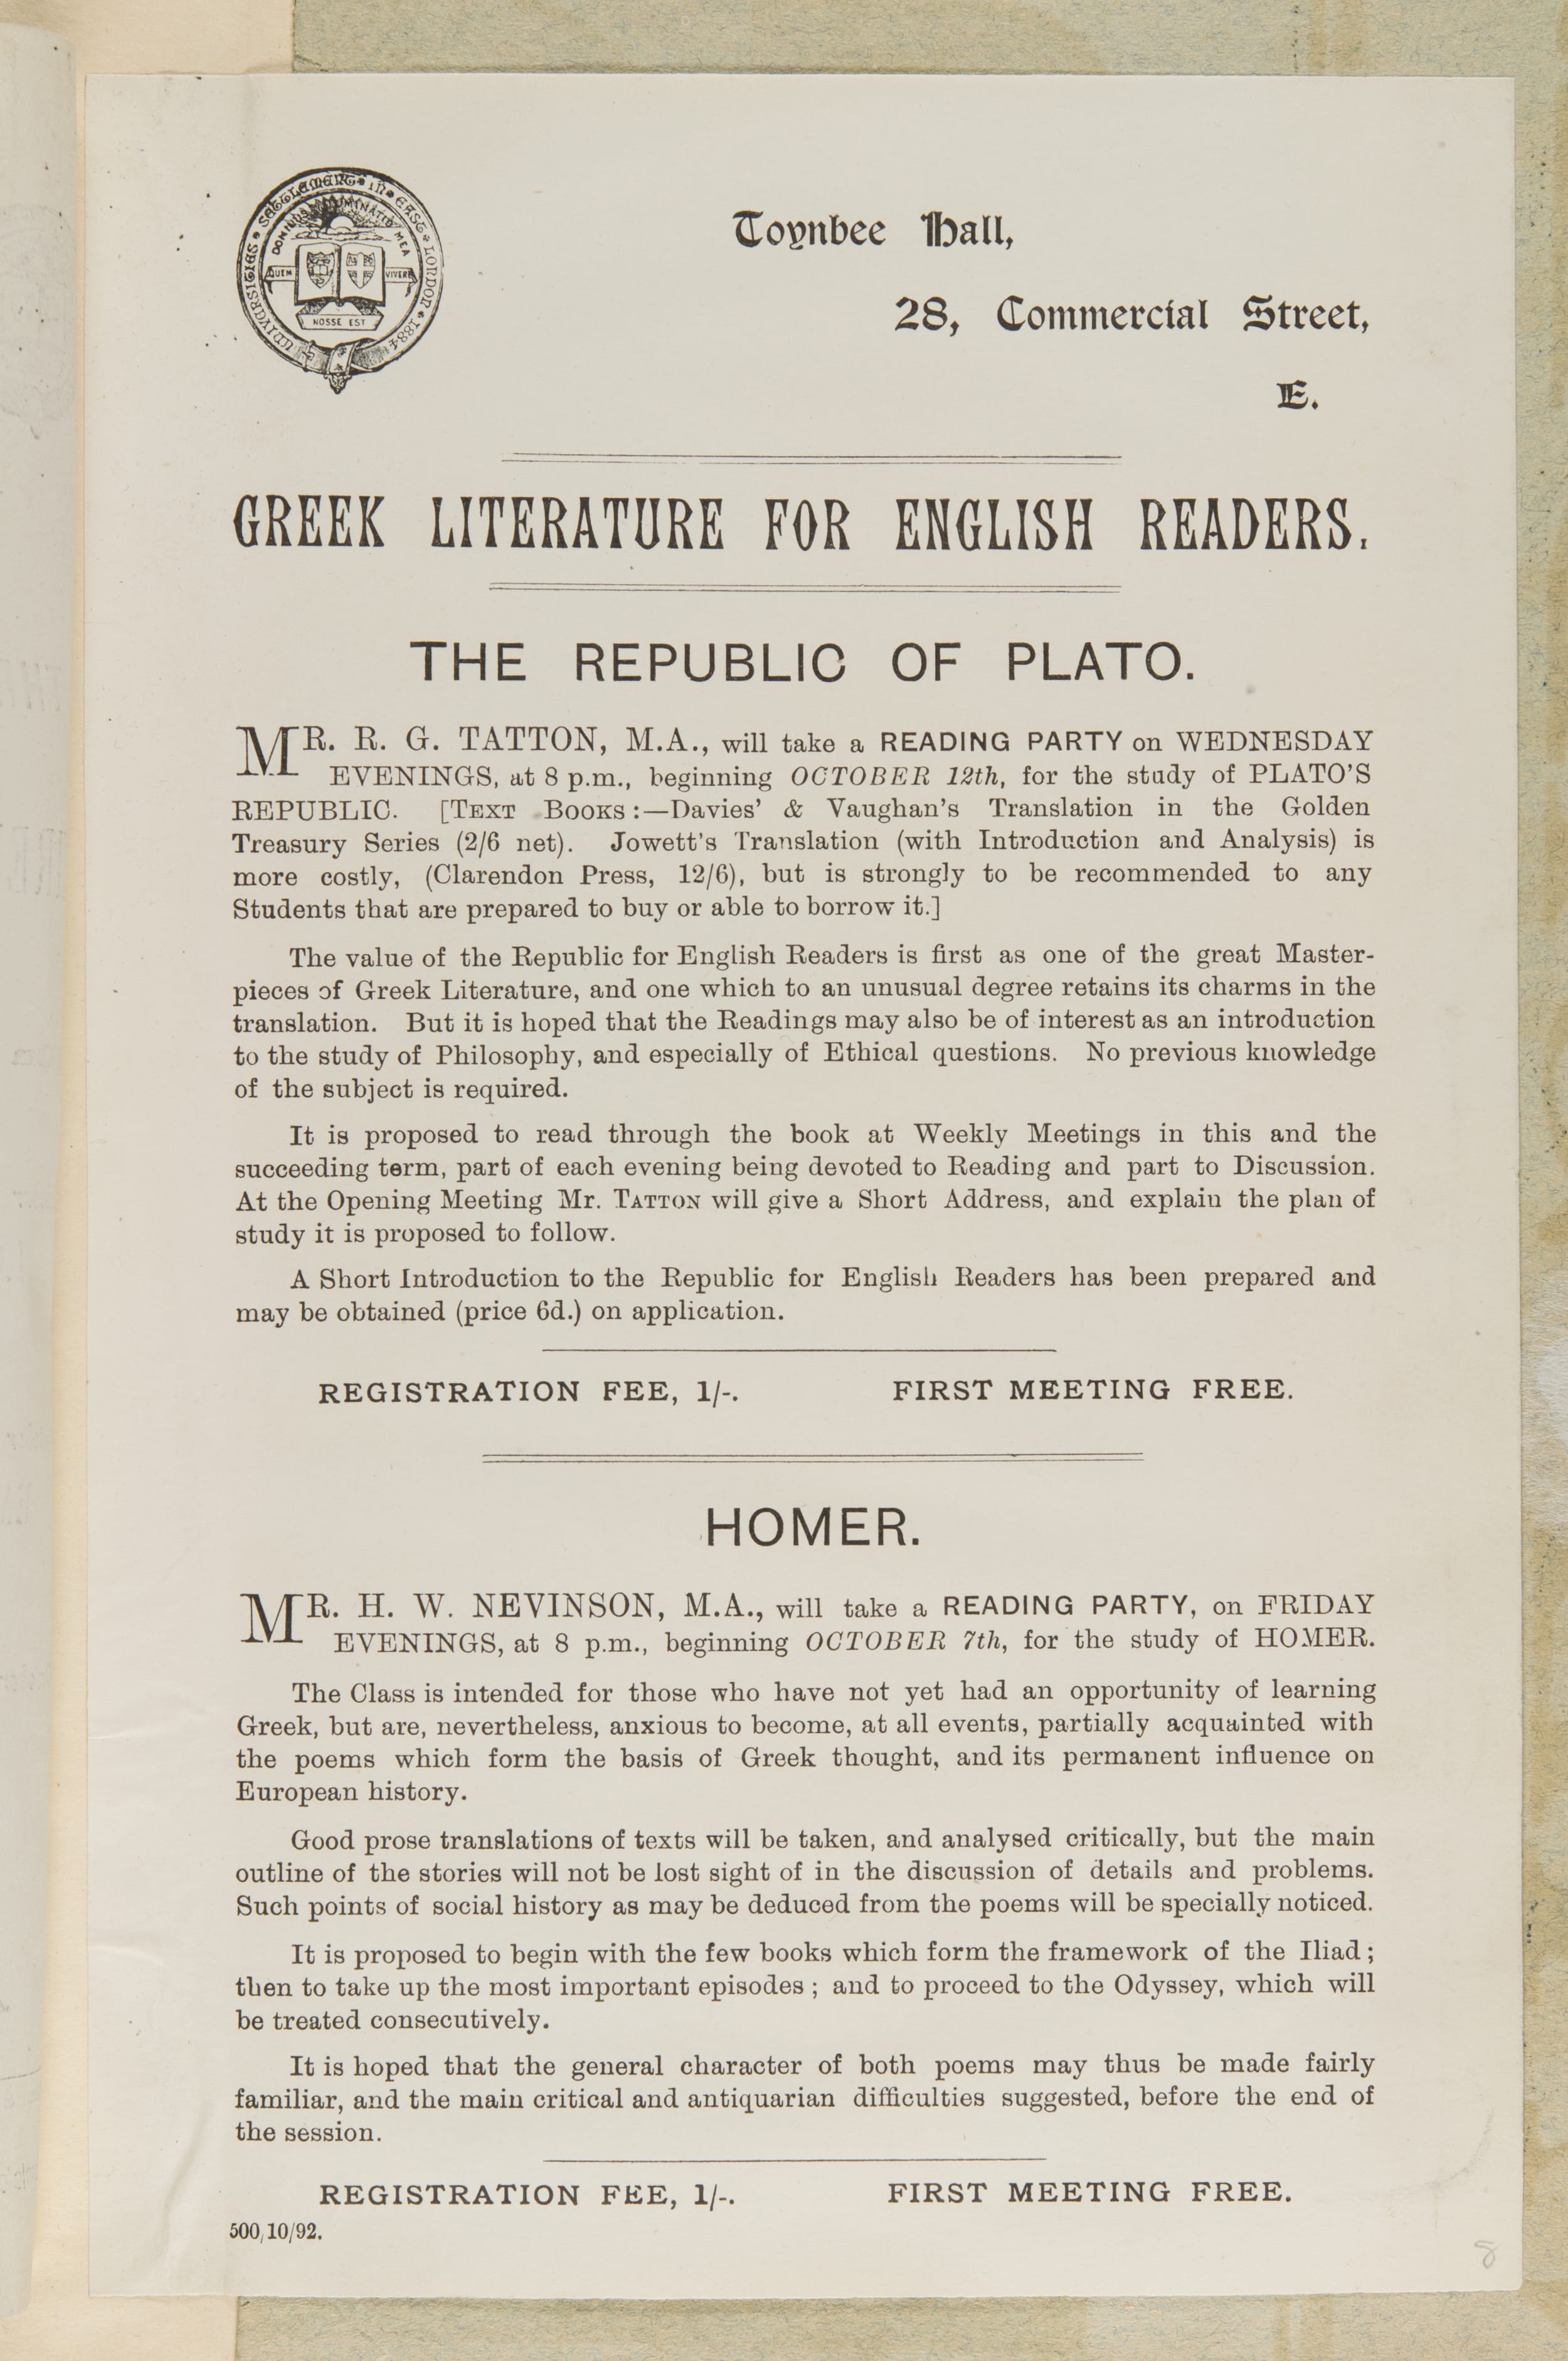 UNIVERSITIES • SETTLEMENT • IN • EAST • LONDON • 1884
DOMINUS ILLUMINATIO MEA
QUEM VIVERE
NOSSE EST
Toynbee Hall,
28, Commercial Street,
E.
GREEK LITERATURE FOR ENGLISH READERS.
THE REPUBLIC OF PLATO.
MR. R. G. TATTON, M.A., will take a READING PARTY on WEDNESDAY
EVENINGS, at 8 p.m., beginning OCTOBER 12th, for the study of PLATO'S
REPUBLIC. [TEXT BOOKS:—Davies' & Vaughan's Translation in the Golden
Treasury Series (2/6 net). Jowett's Translation (with Introduction and Analysis) is
more costly, (Clarendon Press, 12/6), but is strongly to be recommended to any
Students that are prepared to buy or able to borrow it.]
The value of the Republic for English Readers is first as one of the great Master-
pieces of Greek Literature, and one which to an unusual degree retains its charms in the
translation. But it is hoped that the Readings may also be of interest as an introduction
to the study of Philosophy, and especially of Ethical questions. No previous knowledge
of the subject is required.
It is proposed to read through the book at Weekly Meetings in this and the
succeeding term, part of each evening being devoted to Reading and part to Discussion.
At the Opening Meeting Mr. TATTON will give a Short Address, and explain the plan of
study it is proposed to follow.
A Short Introduction to the Republic for English Readers has been prepared and
may be obtained (price 6d.) on application.
REGISTRATION FEE, 1/-. FIRST MEETING FREE.
HOMER.
MR. H. W. NEVINSON, M.A., will take a READING PARTY, on FRIDAY
EVENINGS, at 8 p.m., beginning OCTOBER 7th, for the study of HOMER.
The Class is intended for those who have not yet had an opportunity of learning
Greek, but are, nevertheless, anxious to become, at all events, partially acquainted with
the poems which form the basis of Greek thought, and its permanent influence on
European history.
Good prose translations of texts will be taken, and analysed critically, but the main
outline of the stories will not be lost sight of in the discussion of details and problems.
Such points of social history as may be deduced from the poems will be specially noticed.
It is proposed to begin with the few books which form the framework of the Iliad;
then to take up the most important episodes; and to proceed to the Odyssey, which will
be treated consecutively.
It is hoped that the general character of both poems may thus be made fairly
familiar, and the main critical and antiquarian difficulties suggested, before the end of
the session.
REGISTRATION FEE, 1/-. FIRST MEETING FREE.
500/10/92.
8